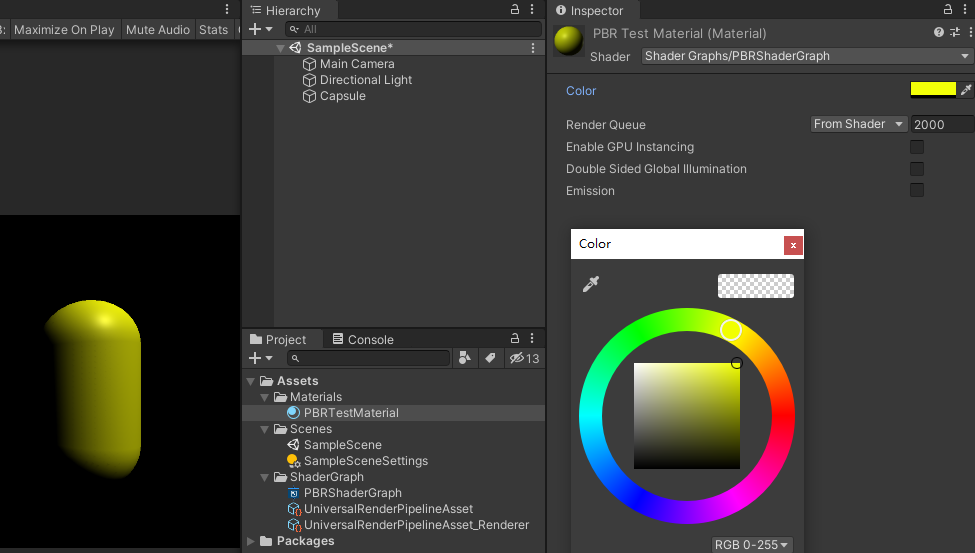 3:
Maximize On Play
Mute Audio
Stats
Hierarchy
All
SampleScene*
Main Camera
Directional Light
Capsule
Project
Console
13
Assets
Materials
PBRTestMaterial
Scenes
SampleScene
SampleSceneSettings
ShaderGraph
PBRShaderGraph
UniversalRenderPipelineAsset
UniversalRenderPipelineAsset_Renderer
Packages
Inspector
PBR Test Material (Material)
Shader
Shader Graphs/PBRShaderGraph
Color
Render Queue
From Shader
2000
Enable GPU Instancing
Double Sided Global Illumination
Emission
Color
x
RGB 0-255